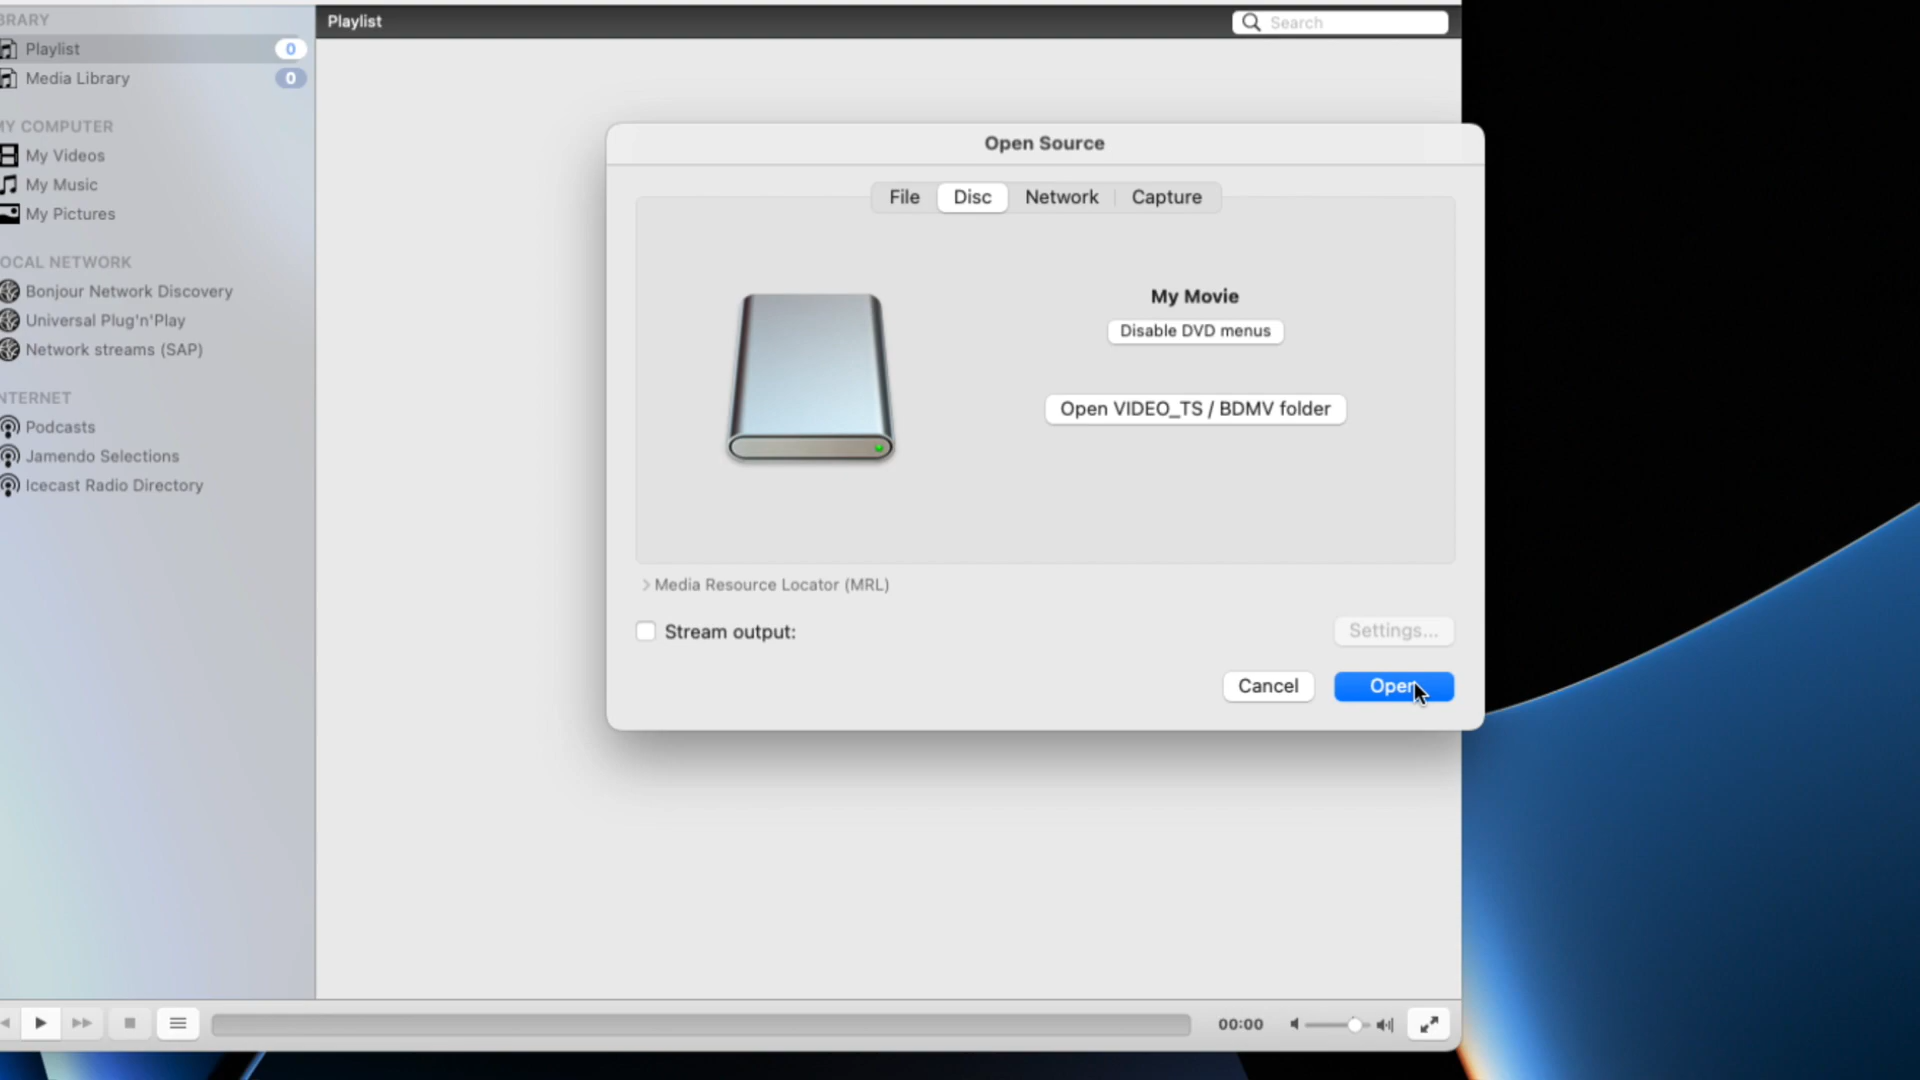 BRARY
Playlist 0
Media Library 0
MY COMPUTER
My Videos
My Music
My Pictures
OCAL NETWORK
Bonjour Network Discovery
Universal Plug'n'Play
Network streams (SAP)
NTERNET
Podcasts
Jamendo Selections
Icecast Radio Directory
Playlist
Search
Open Source
File Disc Network Capture
My Movie
Disable DVD menus
Open VIDEO_TS / BDMV folder
Media Resource Locator (MRL)
Stream output:
Settings...
Cancel
Open
00:00